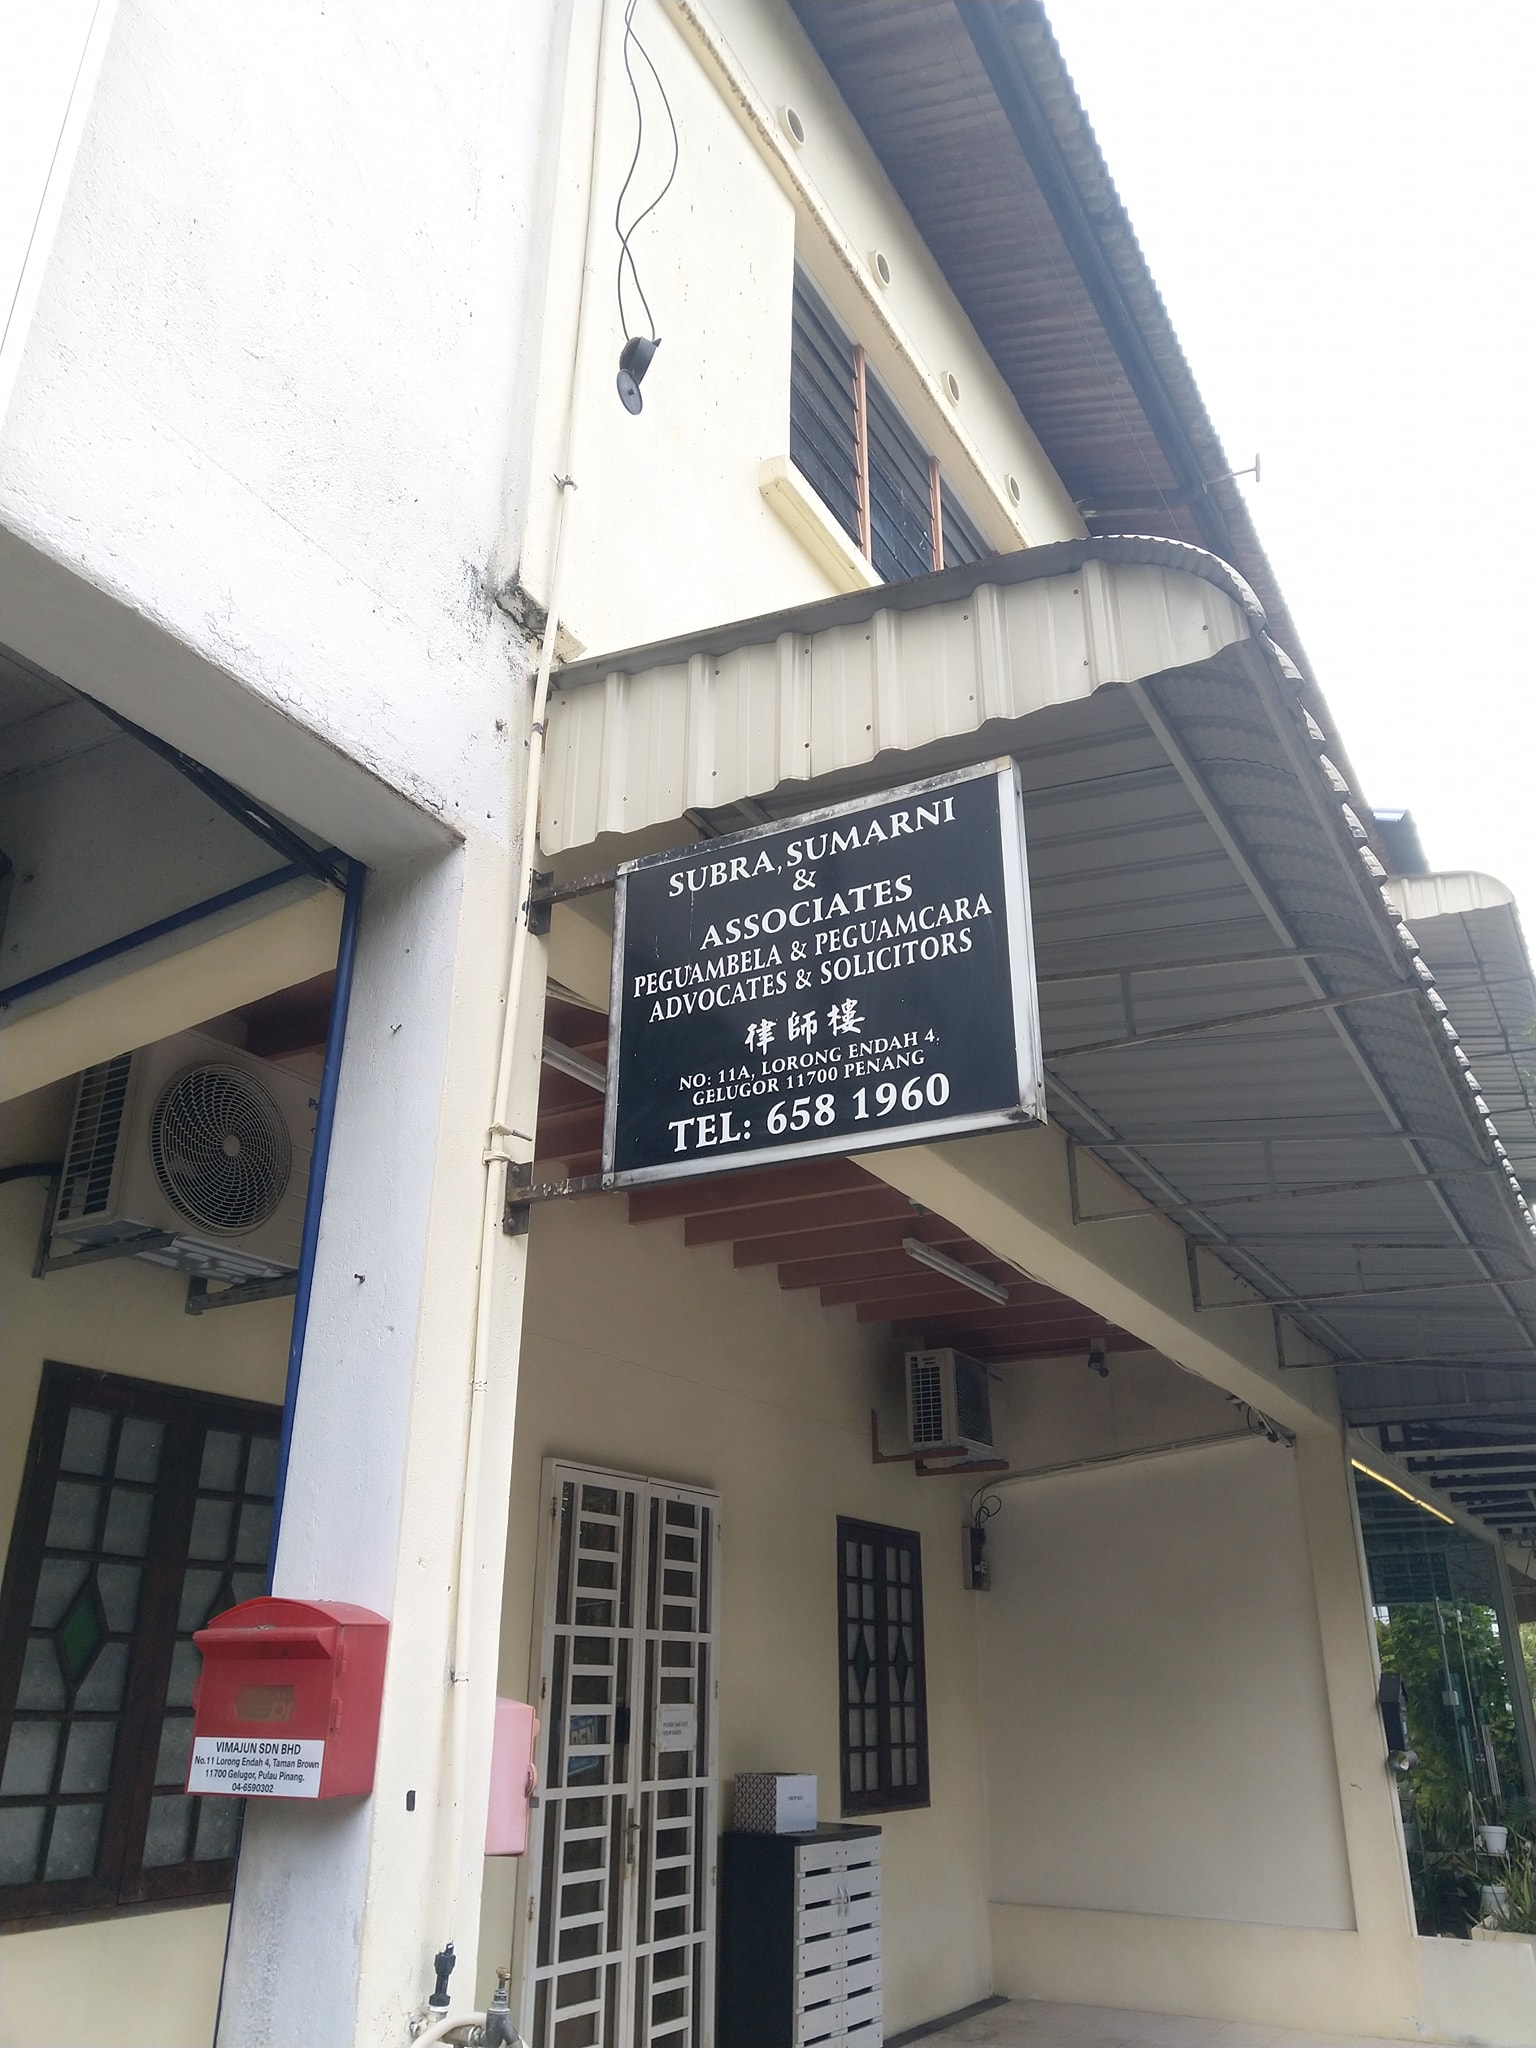 SUBRA, SUMARNI
&
ASSOCIATES
PEGUAMBELA & PEGUAMCARA
ADVOCATES & SOLICITORS
律師樓
NO: 11A, LORONG ENDAH 4,
GELUGOR 11700 PENANG
TEL: 658 1960
VIMAJUN SDN BHD
No.11 Lorong Endah 4, Taman Brown
11700 Gelugor, Pulau Pinang.
04-6590302